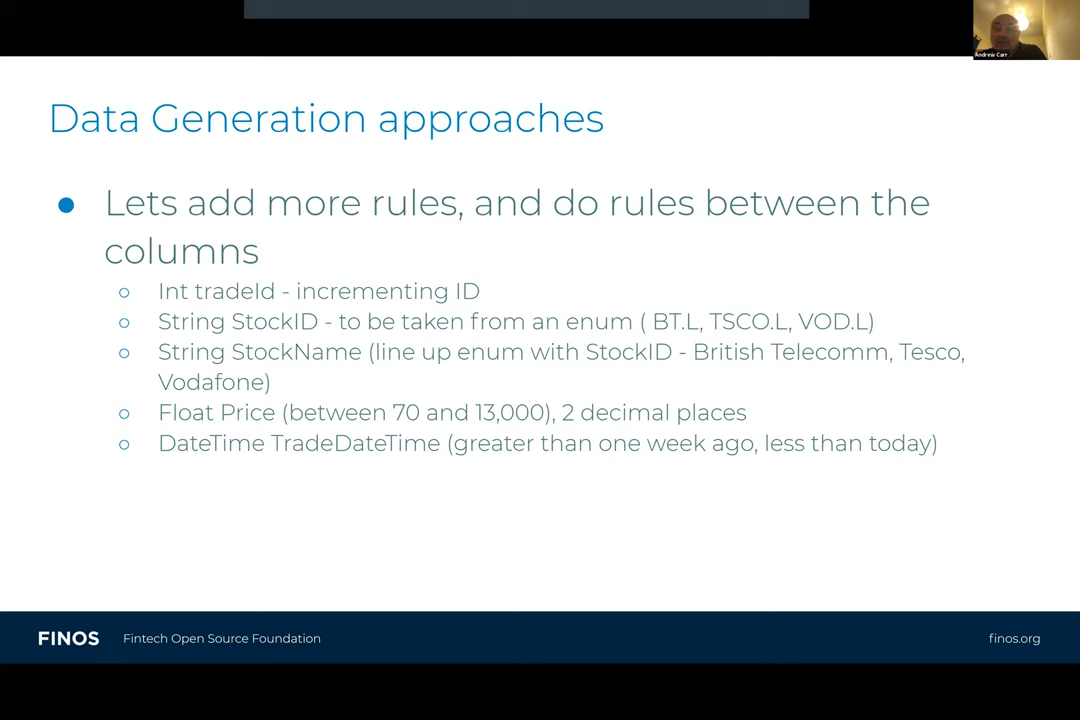 Andrew Carr
Data Generation approaches
● Lets add more rules, and do rules between the
columns
○ Int tradeId - incrementing ID
○ String StockID - to be taken from an enum ( BT.L, TSCO.L, VOD.L)
○ String StockName (line up enum with StockID - British Telecomm, Tesco,
Vodafone)
○ Float Price (between 70 and 13,000), 2 decimal places
○ DateTime TradeDateTime (greater than one week ago, less than today)
FINOS Fintech Open Source Foundation finos.org